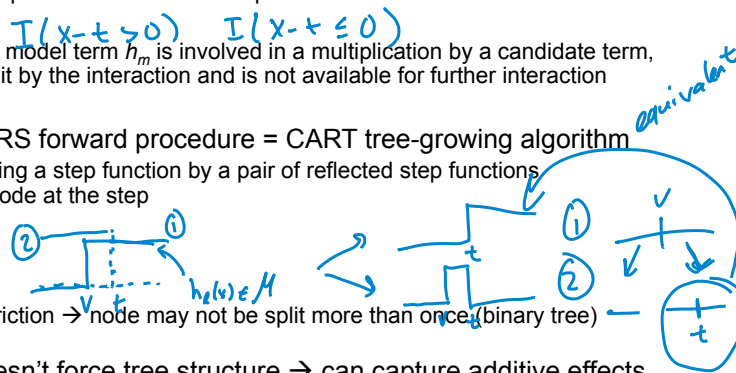 I(x-t>0) I(x-t≤0)
model term hm is involved in a multiplication by a candidate term,
it by the interaction and is not available for further interaction
equivalent
RS forward procedure = CART tree-growing algorithm
ing a step function by a pair of reflected step functions
ode at the step
② ① t ① v
v t hₑ(x) ∈ M v t ② t
riction → node may not be split more than once (binary tree)
esn't force tree structure → can capture additive effects